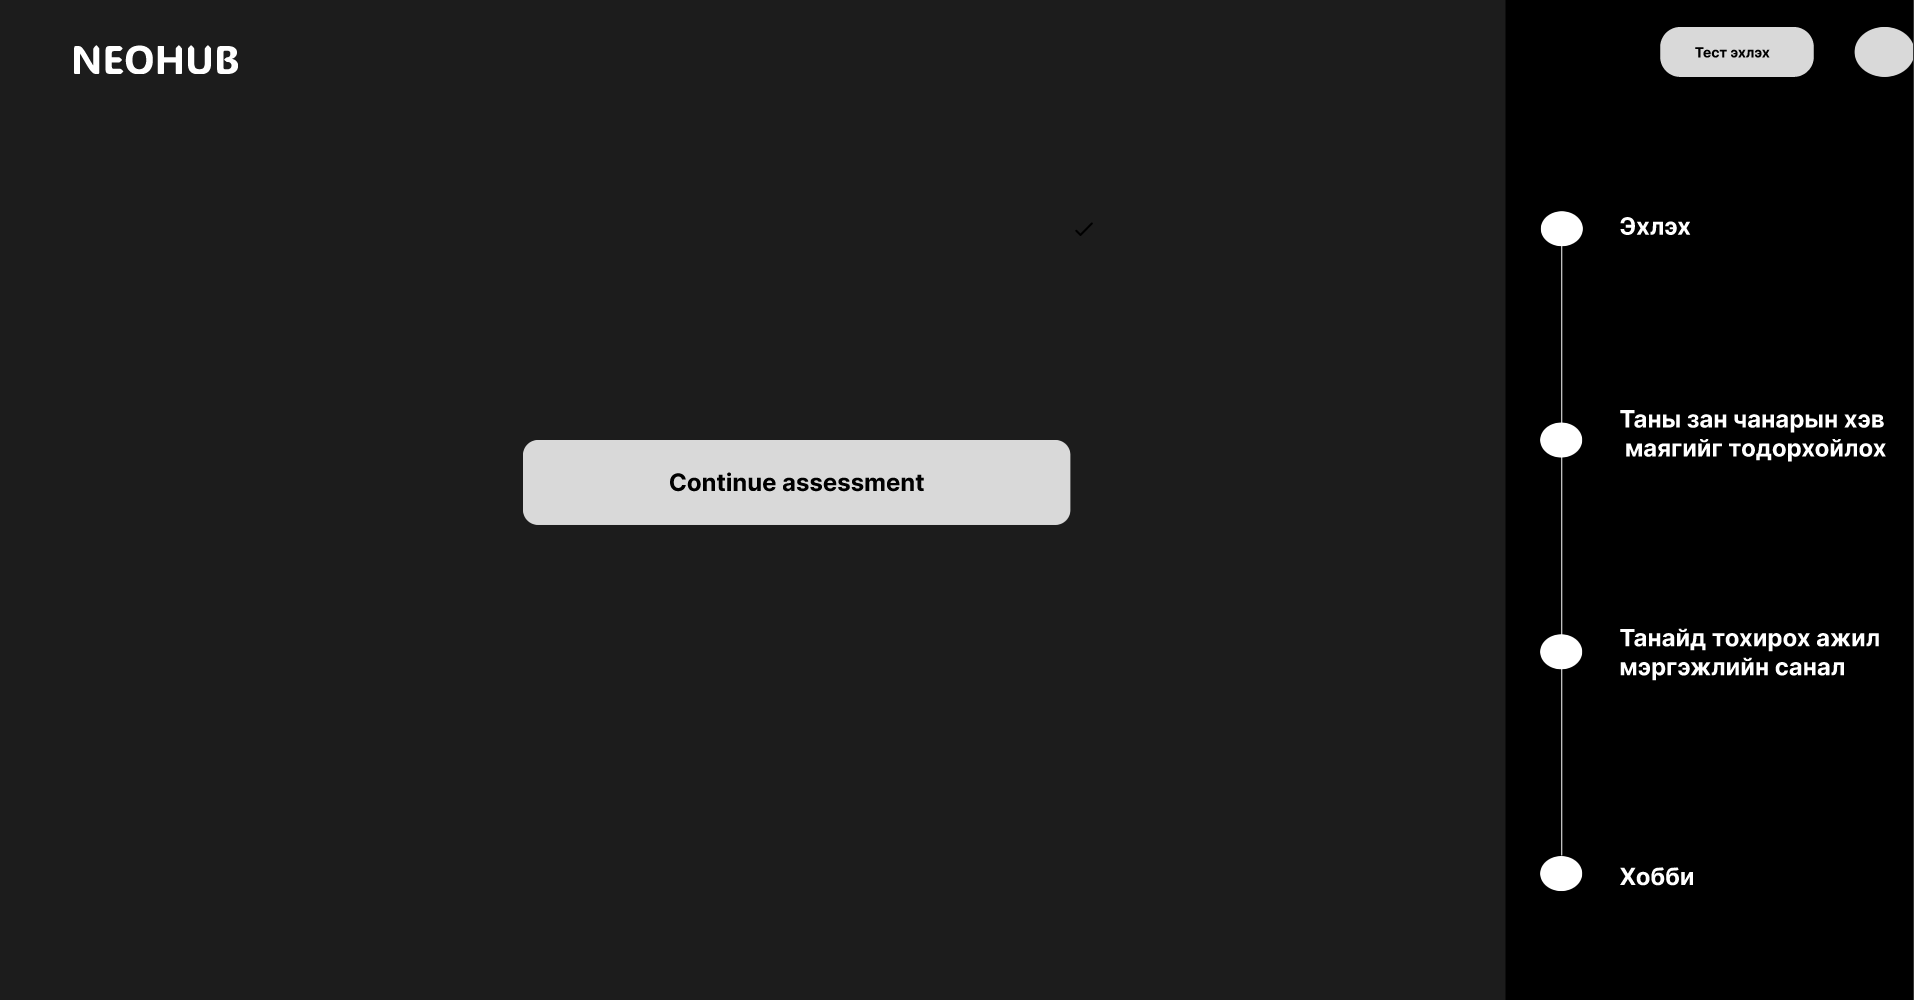 NEOHUB
Тест эхлэх
Continue assessment
Эхлэх
Таны зан чанарын хэв
маягийг тодорхойлох
Танайд тохирох ажил
мэргэжлийн санал
Хобби